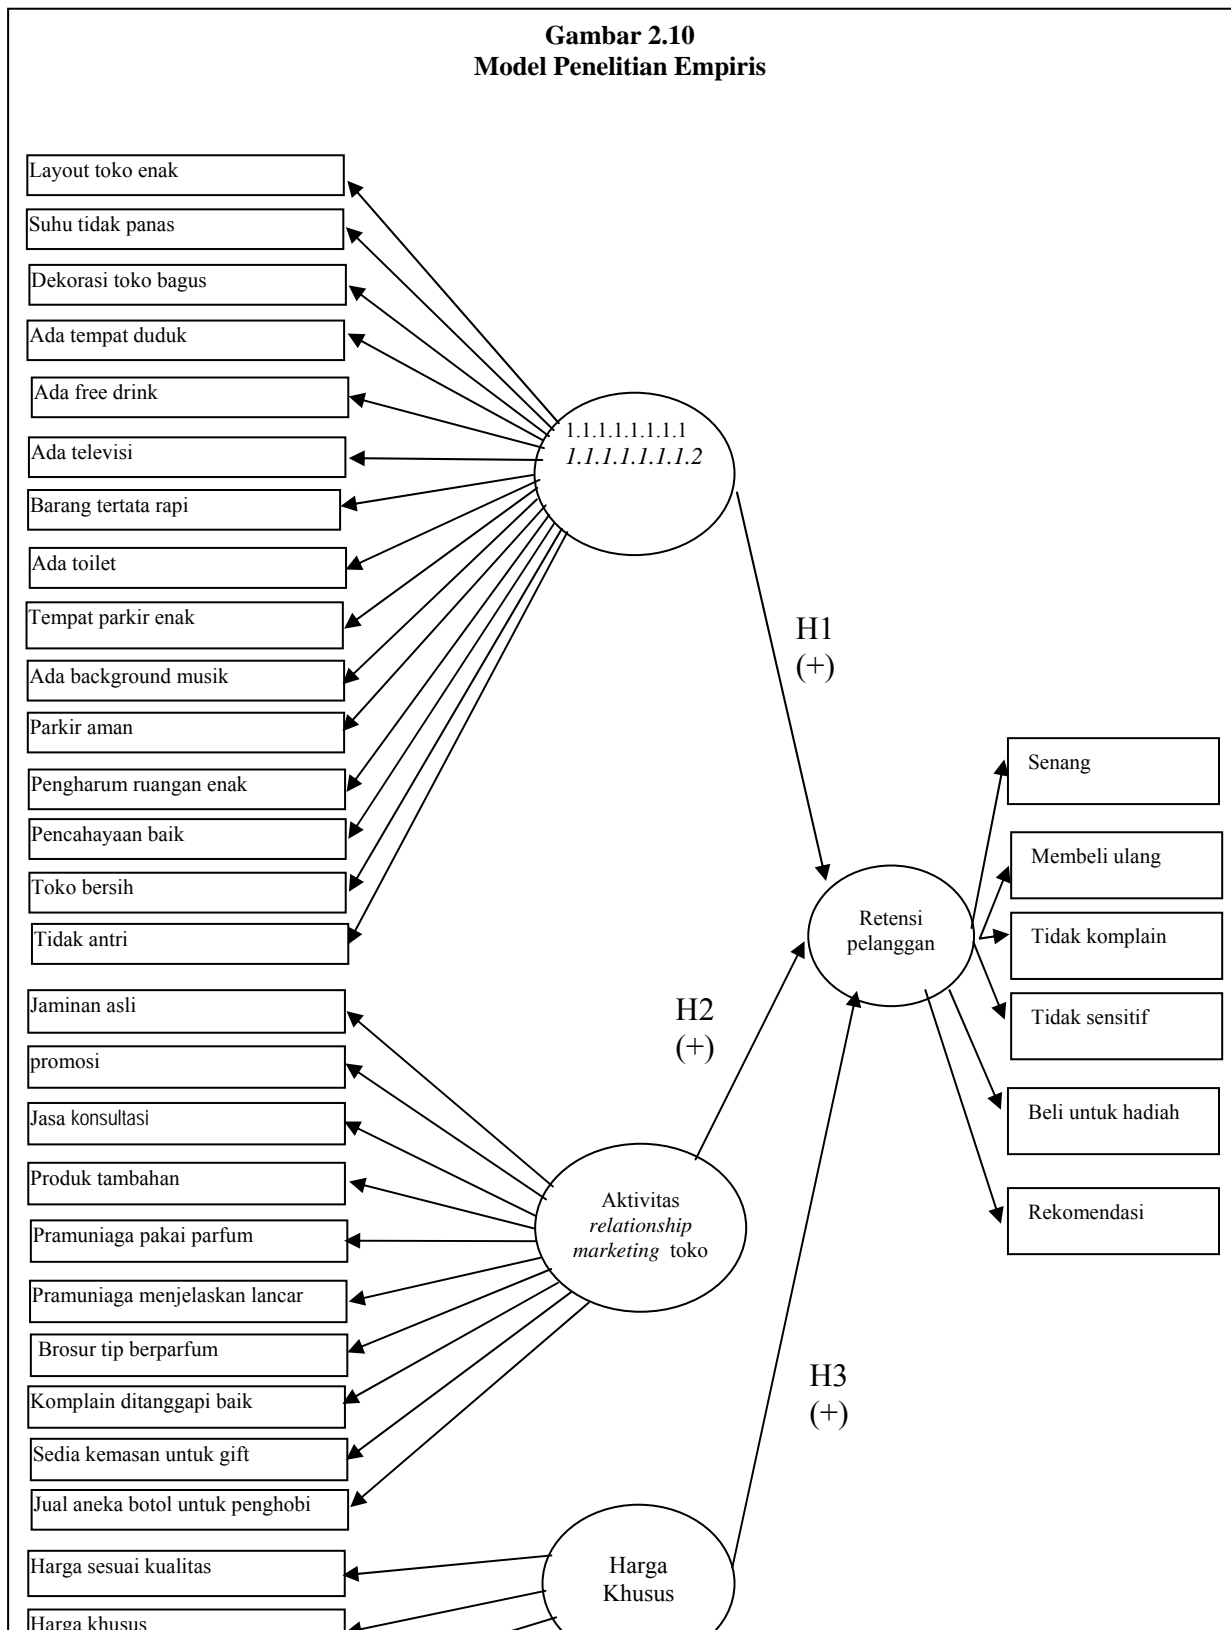 Gambar 2.10
Model Penelitian Empiris
Layout toko enak
Suhu tidak panas
Dekorasi toko bagus
Ada tempat duduk
Ada free drink
Ada televisi
Barang tertata rapi
Ada toilet
Tempat parkir enak
Ada background musik
Parkir aman
Pengharum ruangan enak
Pencahayaan baik
Toko bersih
Tidak antri
1.1.1.1.1.1.1.1
1.1.1.1.1.1.1.2
H1
(+)
Senang
Membeli ulang
Tidak komplain
Tidak sensitif
Beli untuk hadiah
Rekomendasi
Retensi
pelanggan
H2
(+)
Jaminan asli
promosi
Jasa konsultasi
Produk tambahan
Pramuniaga pakai parfum
Pramuniaga menjelaskan lancar
Brosur tip berparfum
Komplain ditanggapi baik
Sedia kemasan untuk gift
Jual aneka botol untuk penghobi
Aktivitas
relationship
marketing toko
H3
(+)
Harga sesuai kualitas
Harga khusus
Harga
Khusus